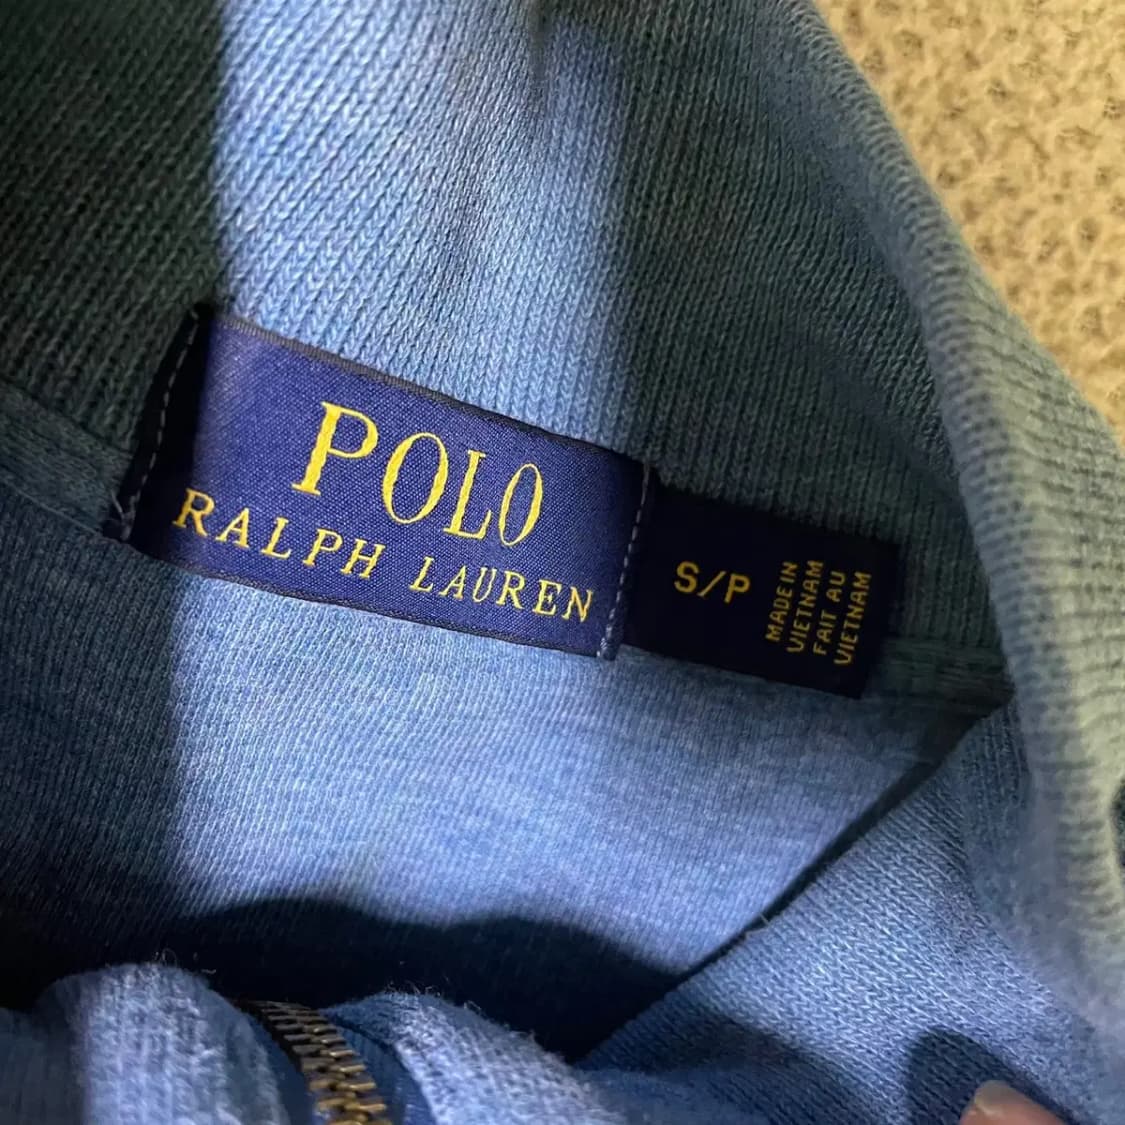 POLO
RALPH LAUREN
S/P
MADE IN
VIETNAM
FAIT AU
VIETNAM